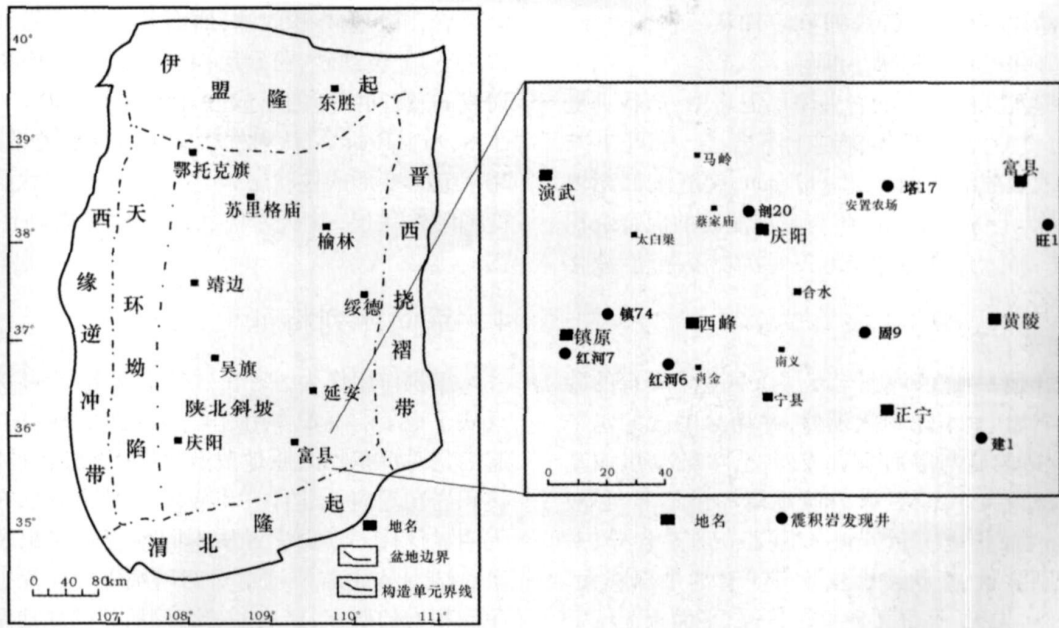 40°
39°
38°
37°
36°
35°
107°
108°
109°
110°
111°
伊盟隆起
东胜
鄂托克旗
苏里格庙
榆林
靖边
绥德
吴旗
延安
陕北斜坡
庆阳
富县
西缘逆冲带
天环坳陷
晋西挠褶带
渭北隆起
地名
盆地边界
构造单元界线
0 40 80km
马岭
演武
富县
塔17
安置农场
剖20
蔡家庙
庆阳
太白梁
旺1
合水
镇74
西峰
固9
黄陵
镇原
红河7
南义
红河6
肖金
宁县
正宁
建1
0 20 40
地名
震积岩发现井